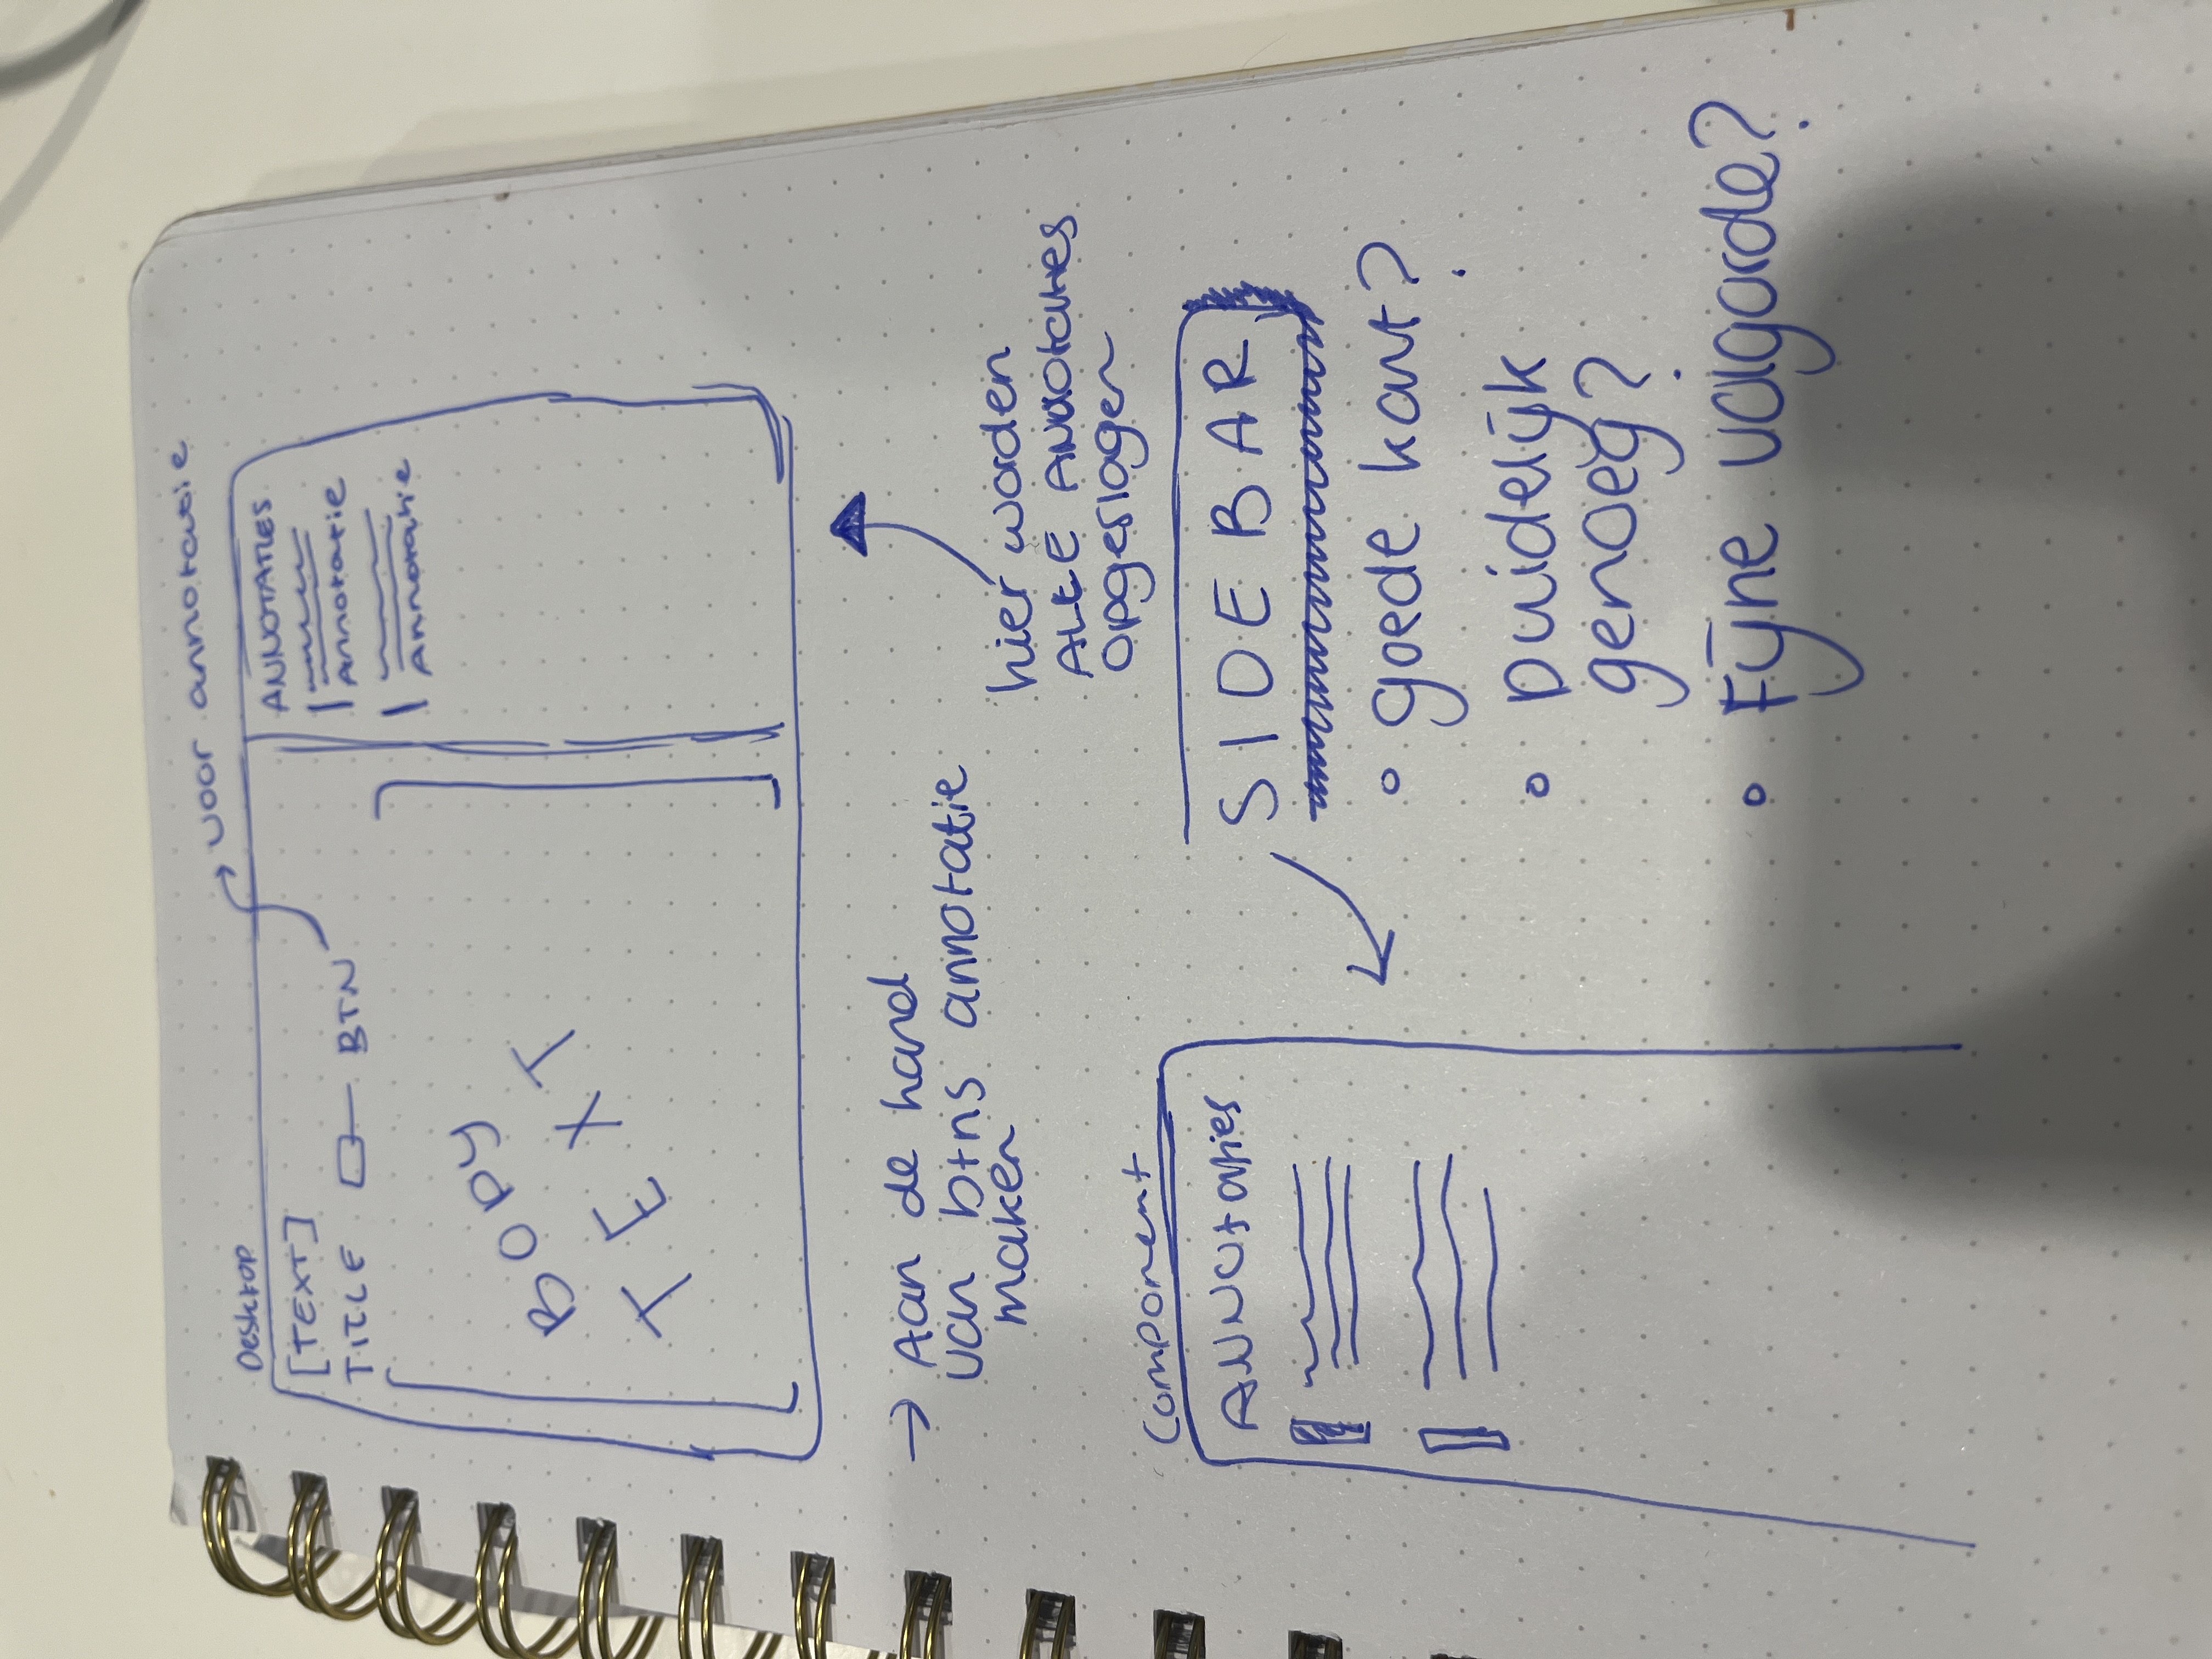 Desktop
→ voor annotatie
[TEXT]
TITLE BTN
BODY
TEXT
ANNOTATIES
Annotatie
Annotatie
→ Aan de hand
van btns annotatie
maken
hier worden
ALLE ANNOtaties
opgeslagen
Component
ANNOtaties
SIDEBAR
° goede kant?
° Duidelijk
genoeg?
° Fijne volgorde?